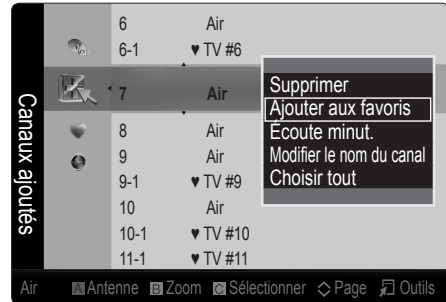 Canaux ajoutés
6 Air
6-1 ♥ TV #6
7 Air
8 Air
9 Air
9-1 ♥ TV #9
10 Air
10-1 ♥ TV #10
11-1 ♥ TV #11
Supprimer
Ajouter aux favoris
Écoute minut.
Modifier le nom du canal
Choisir tout
Air A Antenne B Zoom C Sélectionner Page Outils